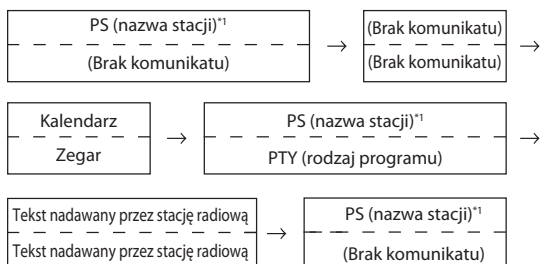 PS (nazwa stacji)*1
(Brak komunikatu)
(Brak komunikatu)
(Brak komunikatu)
Kalendarz
Zegar
PS (nazwa stacji)*1
PTY (rodzaj programu)
Tekst nadawany przez stację radiową
Tekst nadawany przez stację radiową
PS (nazwa stacji)*1
(Brak komunikatu)